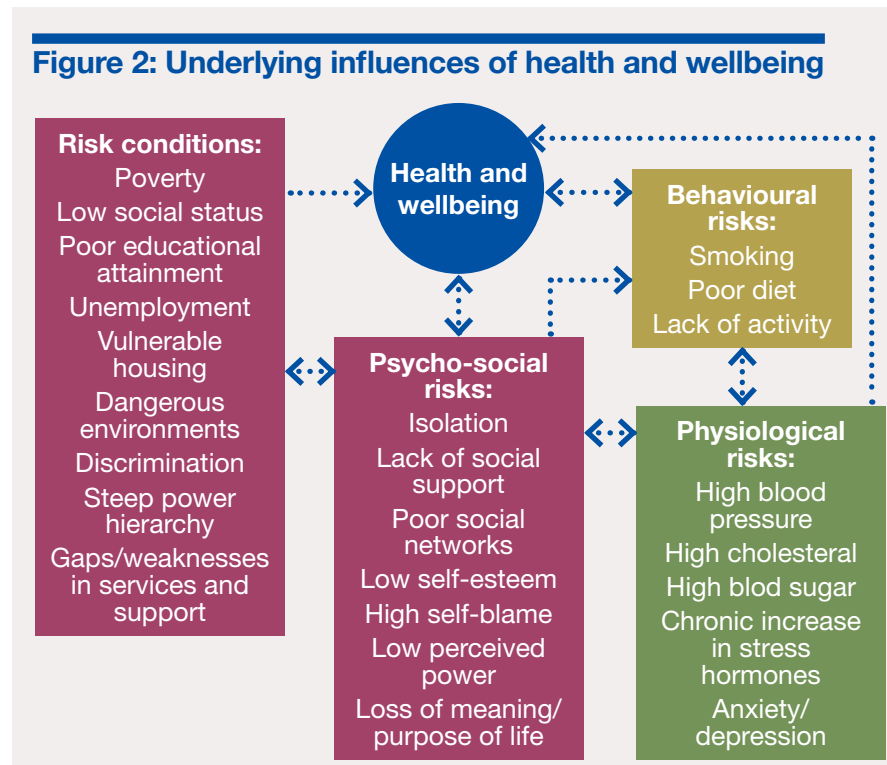 Figure 2: Underlying influences of health and wellbeing
Risk conditions:
Poverty
Low social status
Poor educational
attainment
Unemployment
Vulnerable
housing
Dangerous
environments
Discrimination
Steep power
hierarchy
Gaps/weaknesses
in services and
support
Health and
wellbeing
Psycho-social
risks:
Isolation
Lack of social
support
Poor social
networks
Low self-esteem
High self-blame
Low perceived
power
Loss of meaning/
purpose of life
Behavioural
risks:
Smoking
Poor diet
Lack of activity
Physiological
risks:
High blood
pressure
High cholesteral
High blod sugar
Chronic increase
in stress
hormones
Anxiety/
depression